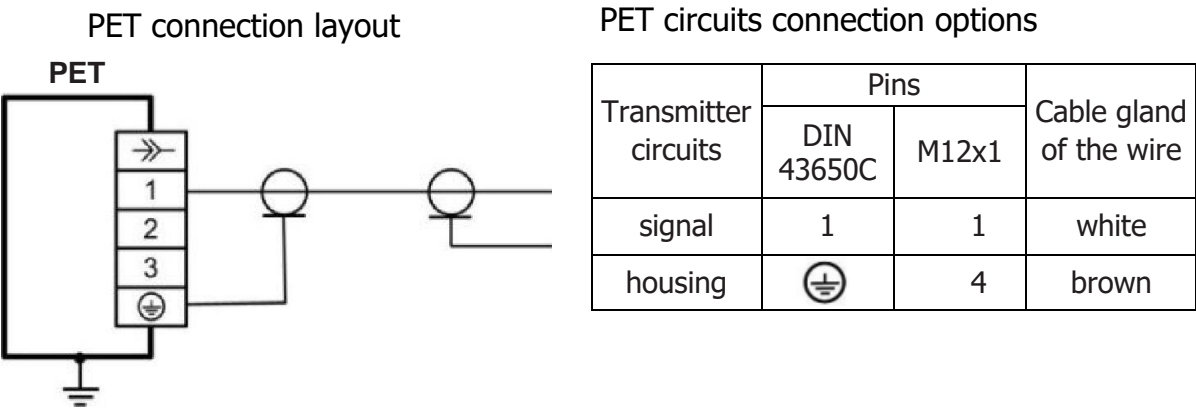 PET connection layout
PET
1
2
3
PET circuits connection options
Transmitter circuits
Pins
Cable gland of the wire
DIN 43650C
M12x1
signal 1 1 white
housing 4 brown